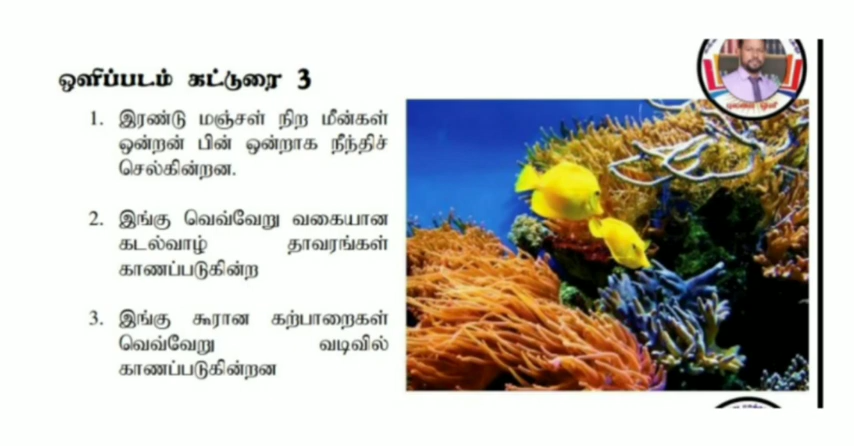 ஒளிப்படம் கட்டுரை 3
1. இரண்டு மஞ்சள் நிற மீன்கள்
ஒன்றன் பின் ஒன்றாக நீந்திச்
செல்கின்றன.
2. இங்கு வெவ்வேறு வகையான
கடல்வாழ் தாவரங்கள்
காணப்படுகின்ற
3. இங்கு கூரான கற்பாறைகள்
வெவ்வேறு வடிவில்
காணப்படுகின்றன